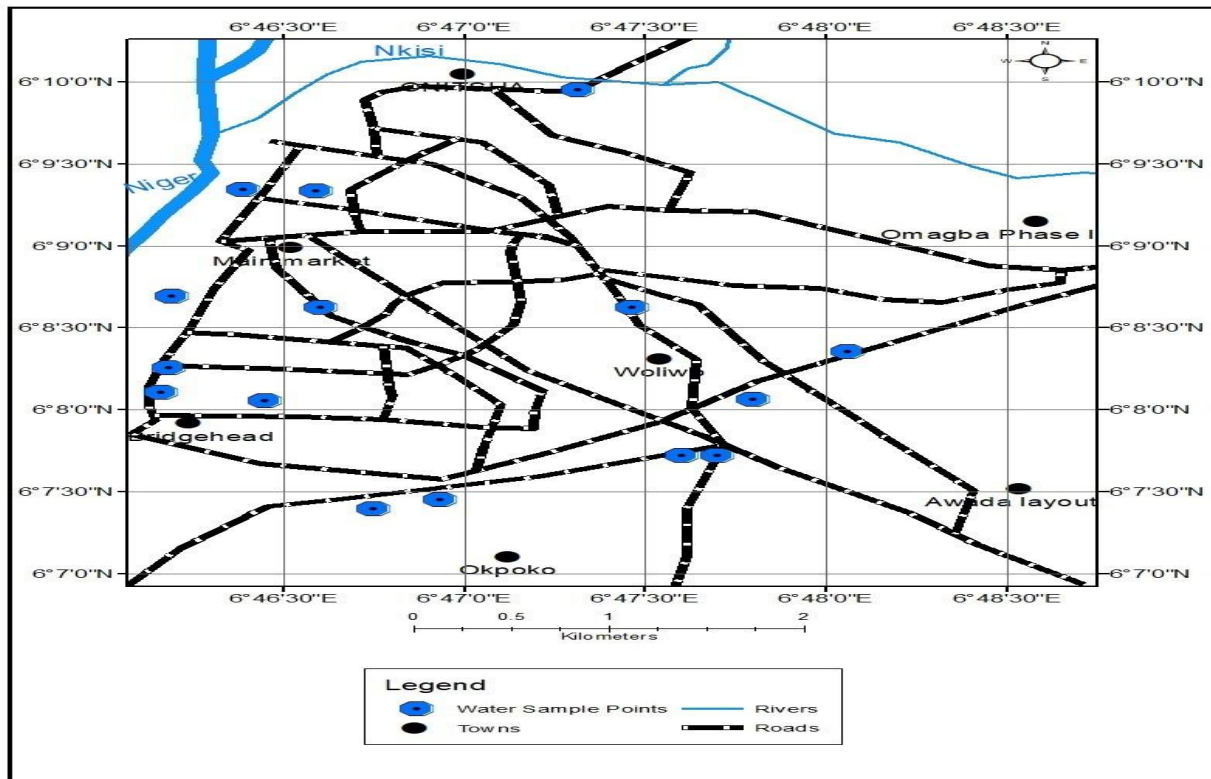 6°46'30"E 6°47'0"E 6°47'30"E 6°48'0"E 6°48'30"E
Nkisi
N
W E
S
6°10'0"N 6°10'0"N
ONITSHA
6°9'30"N 6°9'30"N
Niger
Omagba Phase I
6°9'0"N 6°9'0"N
Main market
6°8'30"N 6°8'30"N
Woliwo
6°8'0"N 6°8'0"N
Bridgehead
6°7'30"N 6°7'30"N
Awada layout
Okpoko
6°7'0"N 6°7'0"N
6°46'30"E 6°47'0"E 6°47'30"E 6°48'0"E 6°48'30"E
0 0.5 1 2
Kilometers
Legend
Water Sample Points Rivers
Towns Roads